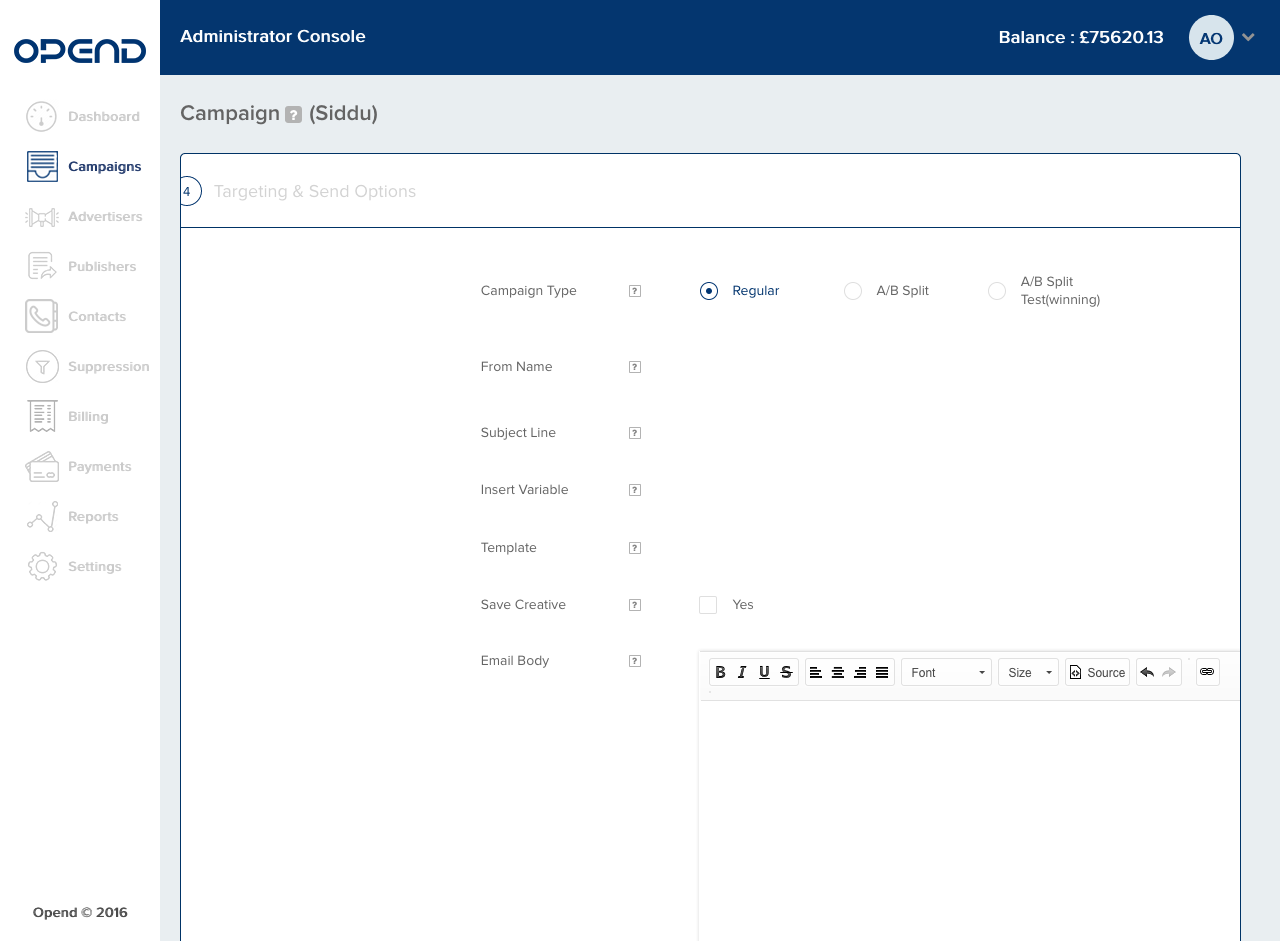 OPEND
Administrator Console
Balance : £75620.13
AO
Dashboard
Campaigns
Advertisers
Publishers
Contacts
Suppression
Billing
Payments
Reports
Settings
Opend © 2016
Campaign ? (Siddu)
4 Targeting & Send Options
Campaign Type ? Regular A/B Split A/B Split
Test(winning)
From Name ?
Subject Line ?
Insert Variable ?
Template ?
Save Creative ? Yes
Email Body ?
B I U S Font Size Source